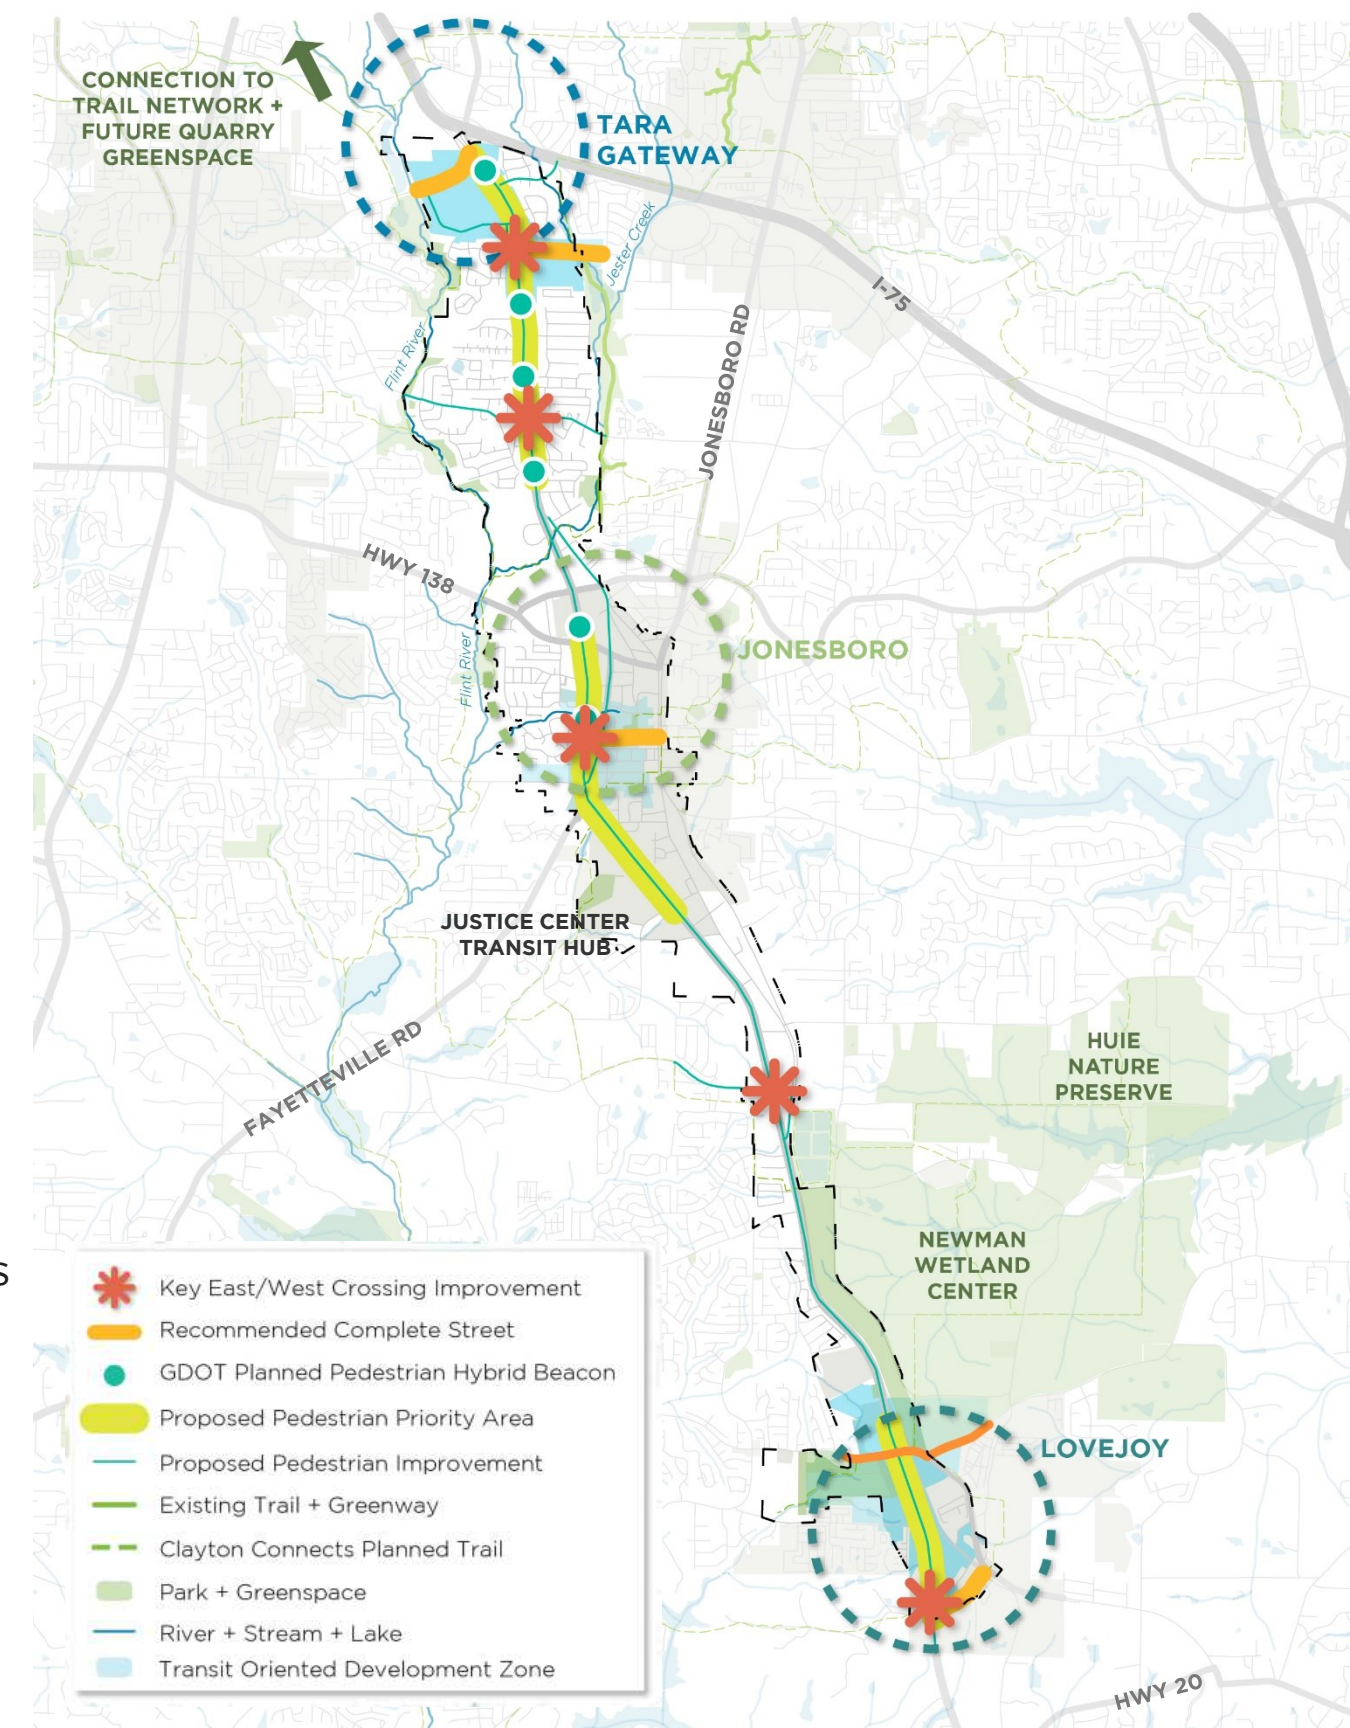 CONNECTION TO
TRAIL NETWORK +
FUTURE QUARRY
GREENSPACE
TARA
GATEWAY
Jester Creek
I-75
Flint River
JONESBORO RD
HWY 138
JONESBORO
Flint River
JUSTICE CENTER
TRANSIT HUB
FAYETTEVILLE RD
HUIE
NATURE
PRESERVE
NEWMAN
WETLAND
CENTER
S
Key East/West Crossing Improvement
Recommended Complete Street
GDOT Planned Pedestrian Hybrid Beacon
Proposed Pedestrian Priority Area
Proposed Pedestrian Improvement
Existing Trail + Greenway
Clayton Connects Planned Trail
Park + Greenspace
River + Stream + Lake
Transit Oriented Development Zone
LOVEJOY
HWY 20